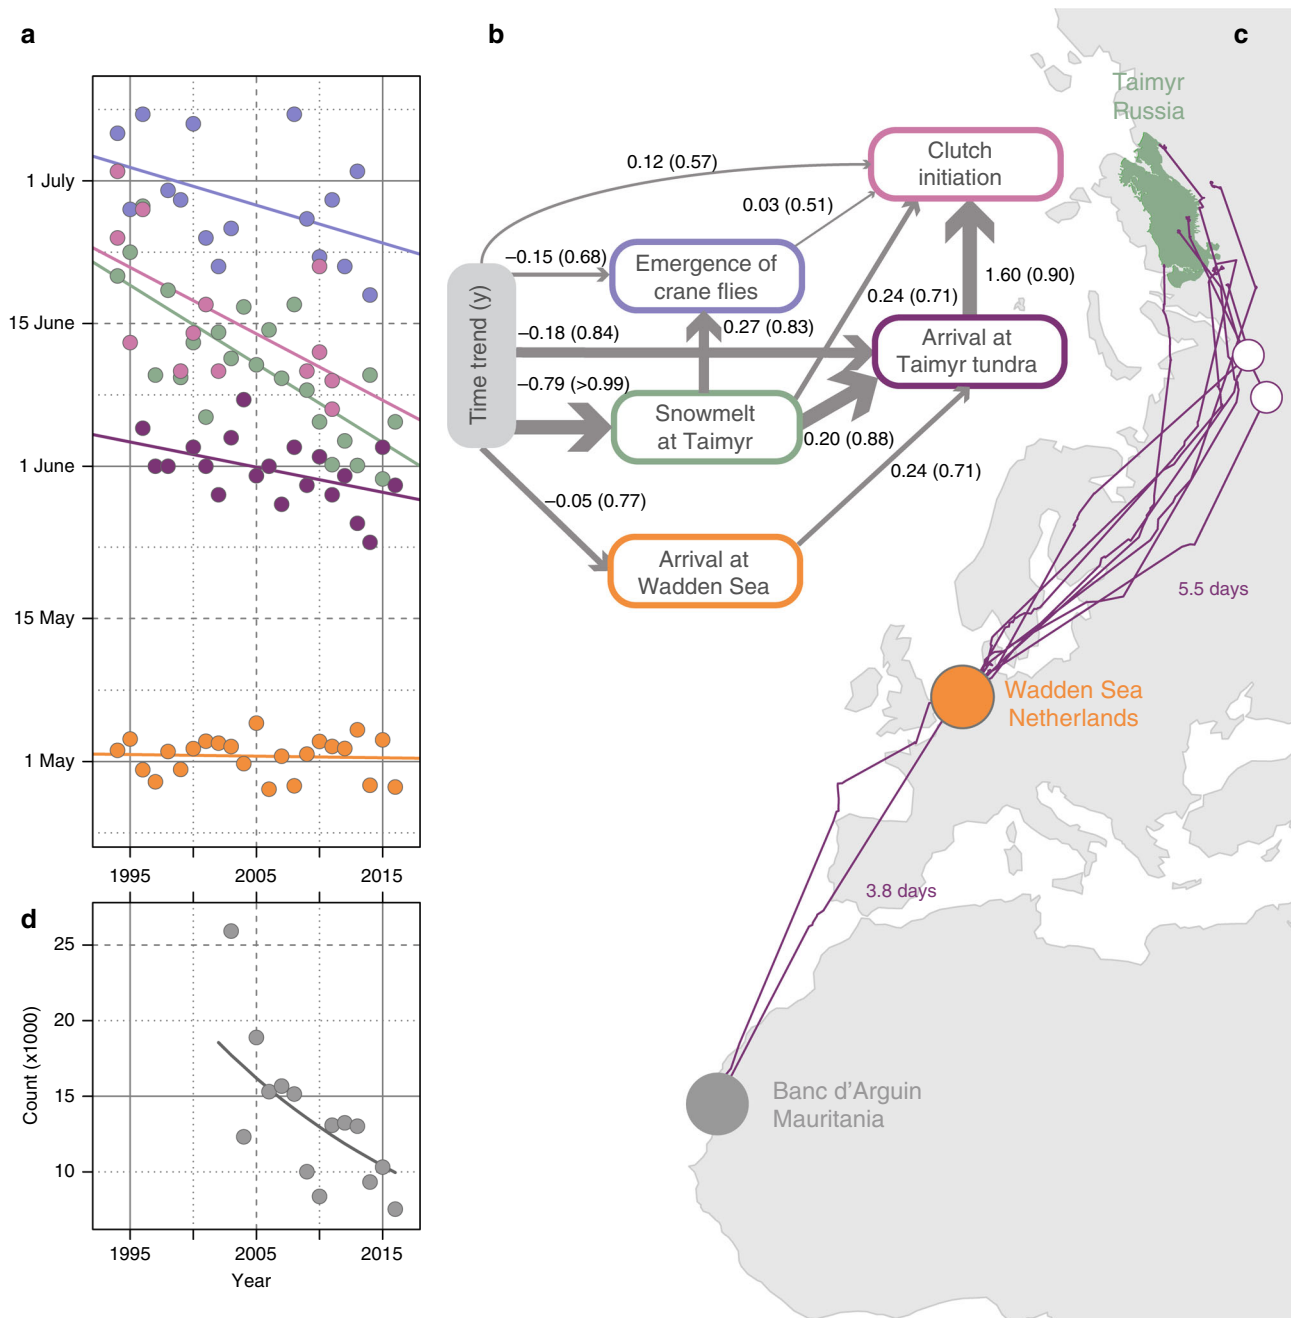 a
1 July
15 June
1 June
15 May
1 May
1995
2005
2015
b
Time trend (y)
0.12 (0.57)
Clutch
initiation
0.03 (0.51)
–0.15 (0.68)
Emergence of
crane flies
1.60 (0.90)
0.24 (0.71)
–0.18 (0.84)
0.27 (0.83)
Arrival at
Taimyr tundra
–0.79 (>0.99)
Snowmelt
at Taimyr
0.20 (0.88)
0.24 (0.71)
–0.05 (0.77)
Arrival at
Wadden Sea
c
Taimyr
Russia
5.5 days
Wadden Sea
Netherlands
3.8 days
Banc d’Arguin
Mauritania
d
Count (x1000)
25
20
15
10
1995
2005
2015
Year